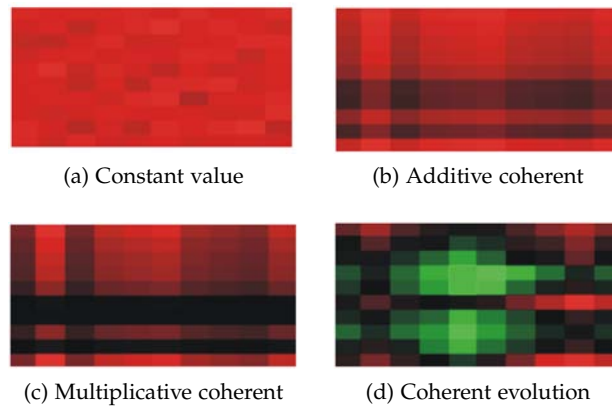 (a) Constant value
(b) Additive coherent
(c) Multiplicative coherent
(d) Coherent evolution